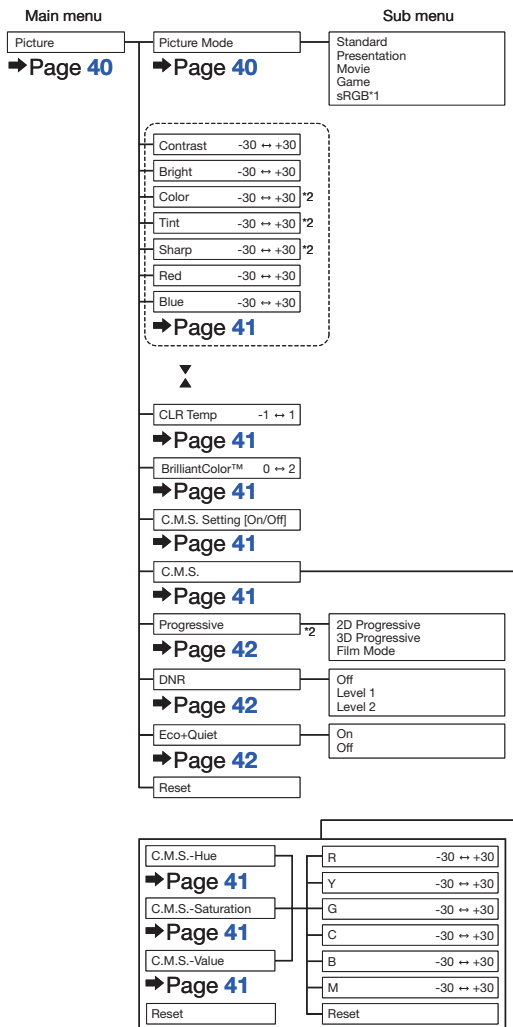 Main menu
Sub menu
Picture
➡Page 40
Picture Mode
➡Page 40
Standard
Presentation
Movie
Game
sRGB*1
Contrast -30 ↔ +30
Bright -30 ↔ +30
Color -30 ↔ +30 *2
Tint -30 ↔ +30 *2
Sharp -30 ↔ +30 *2
Red -30 ↔ +30
Blue -30 ↔ +30
➡Page 41
CLR Temp -1 ↔ 1
➡Page 41
BrilliantColor™ 0 ↔ 2
➡Page 41
C.M.S. Setting [On/Off]
➡Page 41
C.M.S.
➡Page 41
Progressive *2
➡Page 42
2D Progressive
3D Progressive
Film Mode
DNR
➡Page 42
Off
Level 1
Level 2
Eco+Quiet
➡Page 42
On
Off
Reset
C.M.S.-Hue
➡Page 41
C.M.S.-Saturation
➡Page 41
C.M.S.-Value
➡Page 41
Reset
R -30 ↔ +30
Y -30 ↔ +30
G -30 ↔ +30
C -30 ↔ +30
B -30 ↔ +30
M -30 ↔ +30
Reset